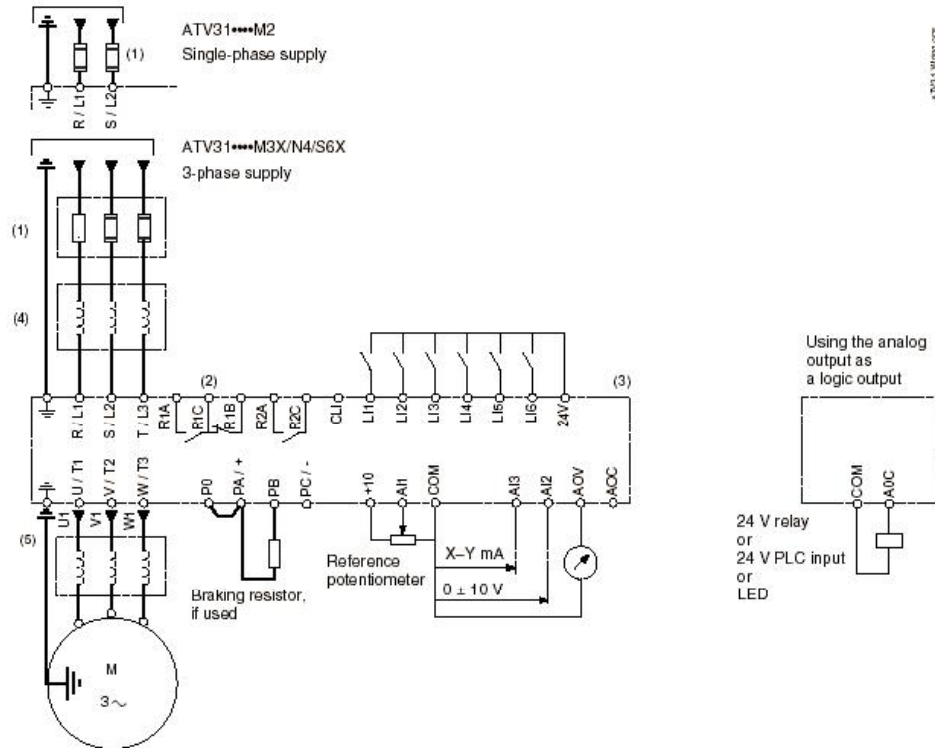 ATV31••••M2
Single-phase supply
(1)
R / L1
S / L2
ATV31••••M3X/N4/S6X
3-phase supply
(1)
(4)
(2)
(3)
R / L1
S / L2
T / L3
R1A
R1C
R1B
R2A
R2C
CLI
LI1
LI2
LI3
LI4
LI5
LI6
24V
U / T1
V / T2
W / T3
P0
PA / +
PB
PC / -
+10
AI1
COM
AI3
AI2
AOV
AOC
U1
V1
W1
(5)
Braking resistor,
if used
Reference
potentiometer
X–Y mA
0 ± 10 V
M
3～
Using the analog
output as
a logic output
COM
A0C
24 V relay
or
24 V PLC input
or
LED